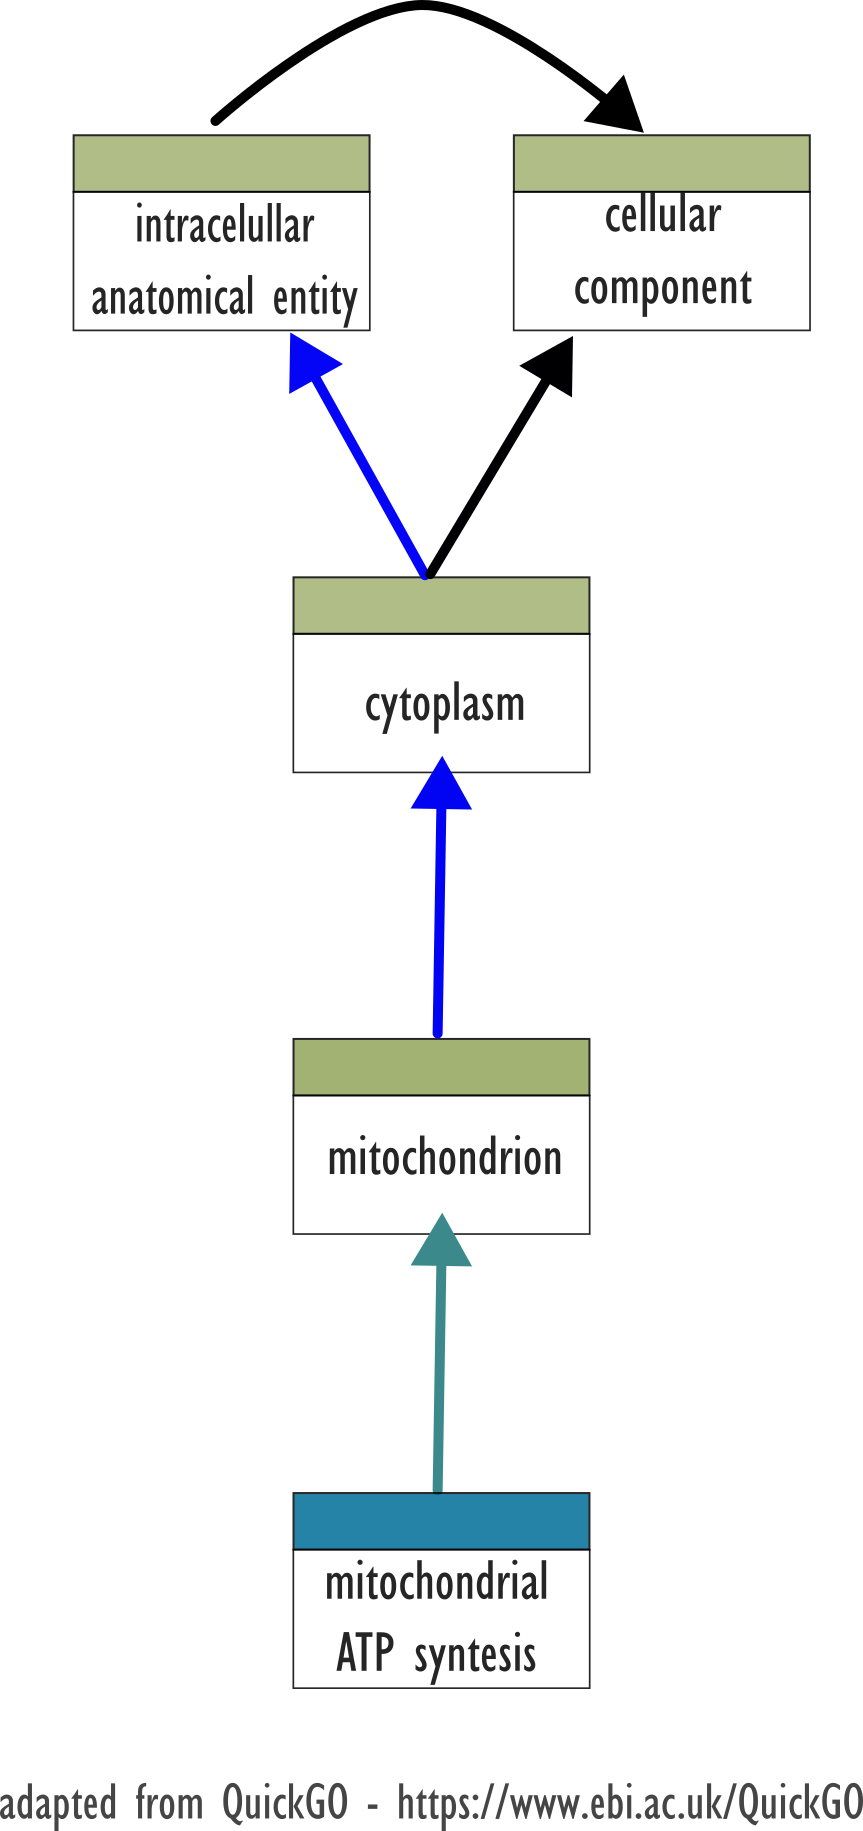 intracelullar
anatomical entity
cellular
component
cytoplasm
mitochondrion
mitochondrial
ATP syntesis
adapted from QuickGO - https://www.ebi.ac.uk/QuickGO